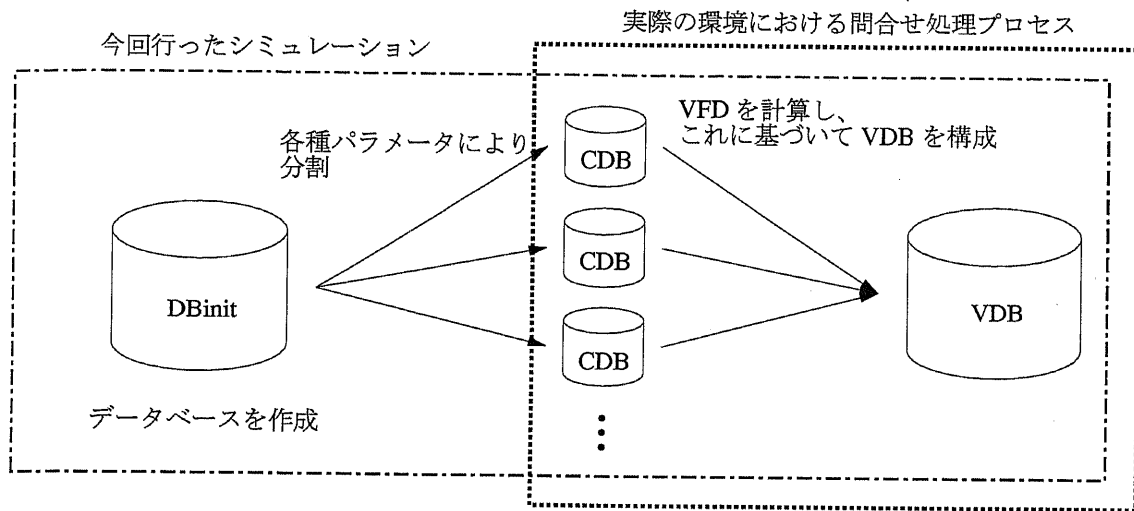 実際の環境における問合せ処理プロセス
今回行ったシミュレーション
各種パラメータにより
分割
VFD を計算し、
これに基づいて VDB を構成
CDB
CDB
CDB
DBinit
VDB
データベースを作成